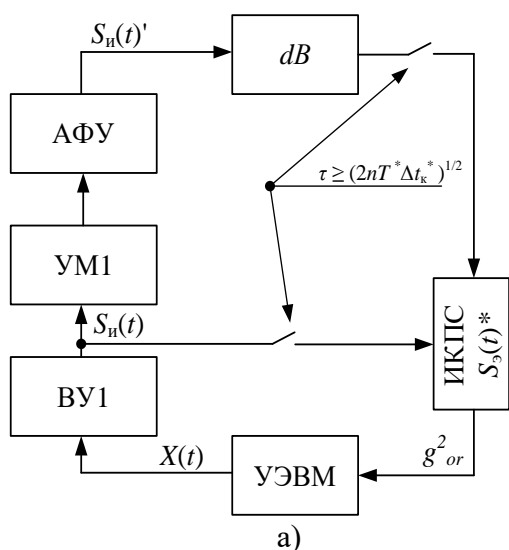 Sи(t)'
dB
АФУ
τ ≥ (2nT*Δtк*)1/2
УМ1
Sи(t)
ИКПС
Sэ(t)*
ВУ1
X(t)
УЭВМ
g2or
а)